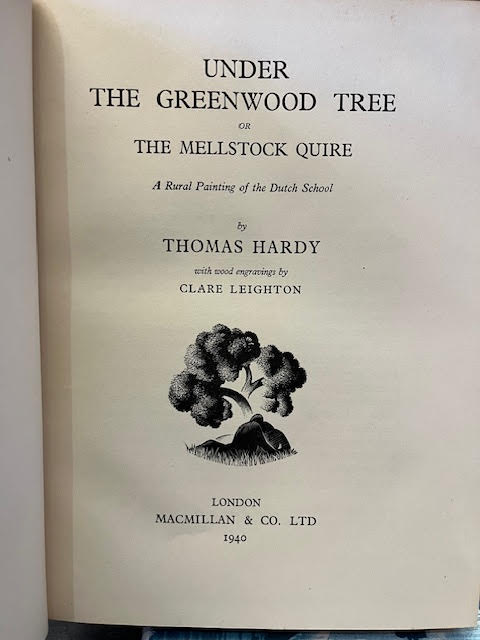 UNDER
THE GREENWOOD TREE
OR
THE MELLSTOCK QUIRE
A Rural Painting of the Dutch School
by
THOMAS HARDY
with wood engravings by
CLARE LEIGHTON
LONDON
MACMILLAN & CO. LTD
1940